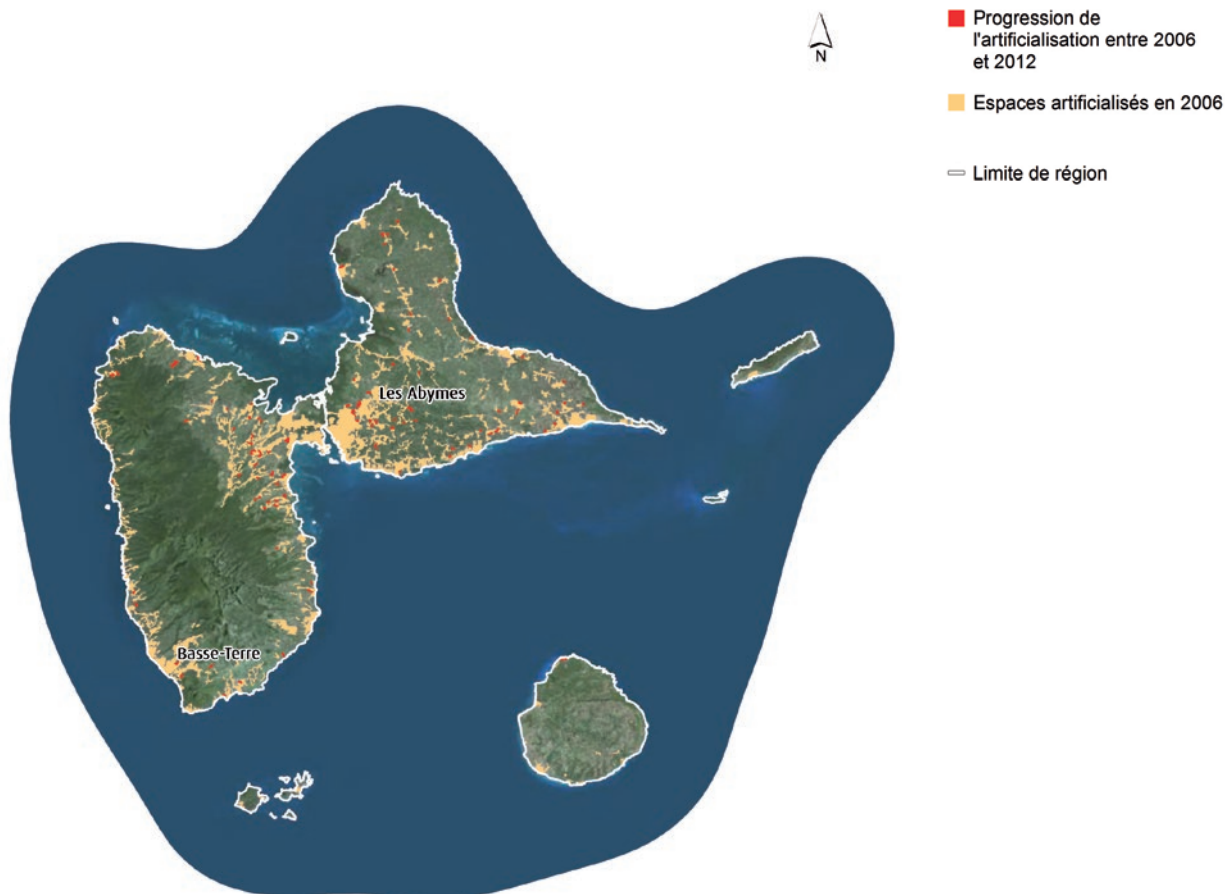 Progression de
l'artificialisation entre 2006
et 2012
Espaces artificialisés en 2006
Limite de région
N
Les Abymes
Basse-Terre